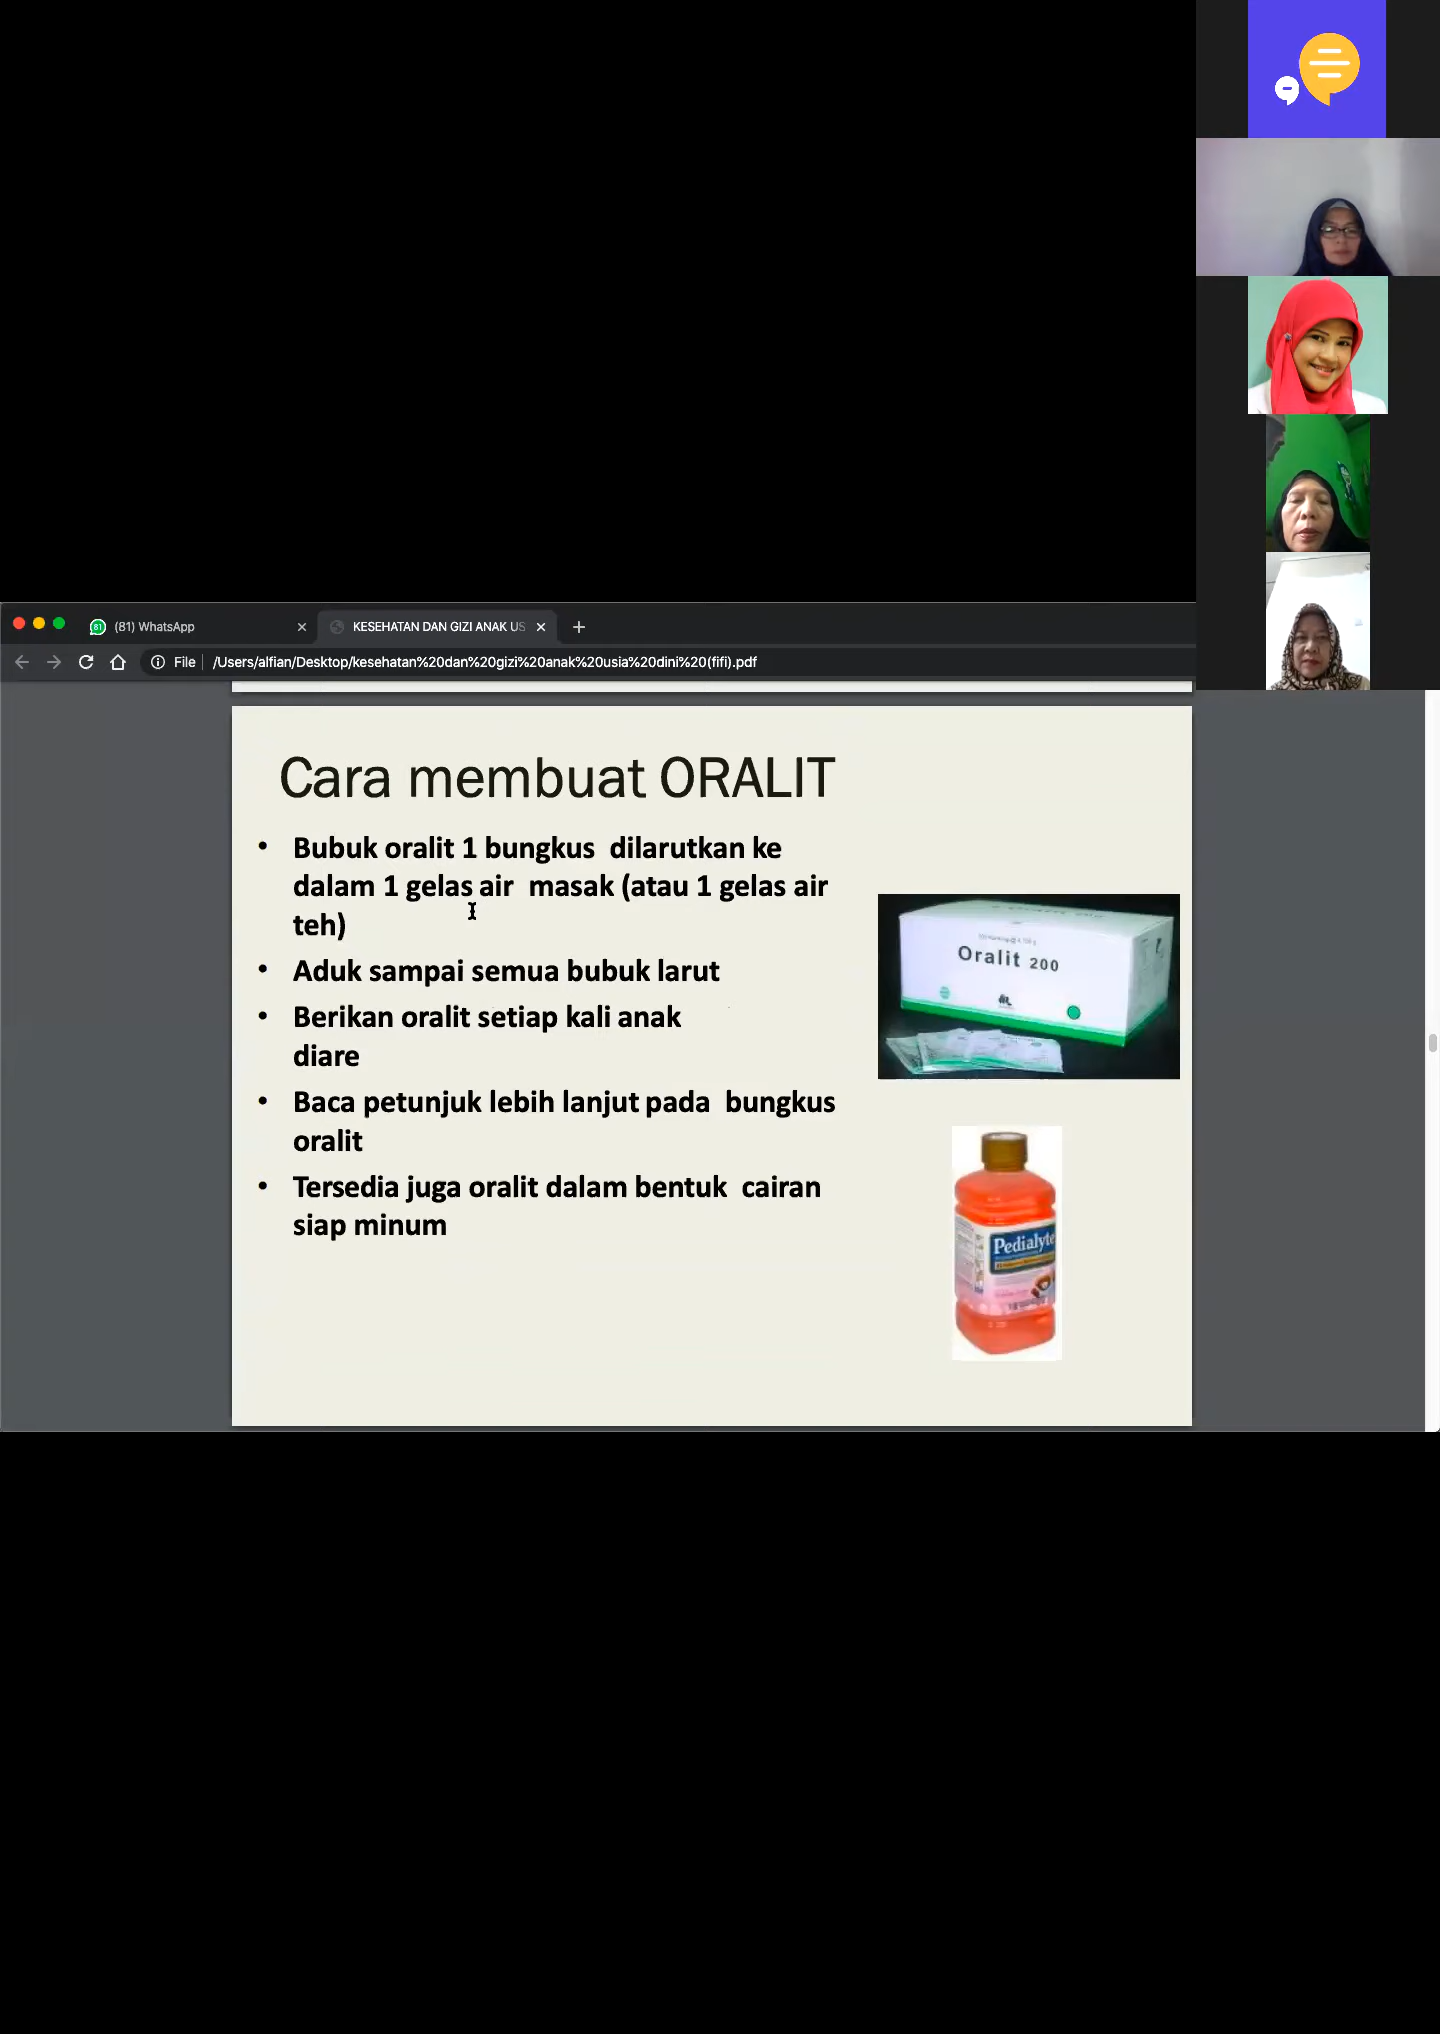 (81) WhatsApp
KESEHATAN DAN GIZI ANAK US
File
/Users/alfian/Desktop/kesehatan%20dan%20gizi%20anak%20usia%20dini%20(fifi).pdf
Cara membuat ORALIT
• Bubuk oralit 1 bungkus dilarutkan ke
dalam 1 gelas air masak (atau 1 gelas air
teh)
• Aduk sampai semua bubuk larut
• Berikan oralit setiap kali anak
diare
• Baca petunjuk lebih lanjut pada bungkus
oralit
• Tersedia juga oralit dalam bentuk cairan
siap minum
Oralit 200
Pedialyte